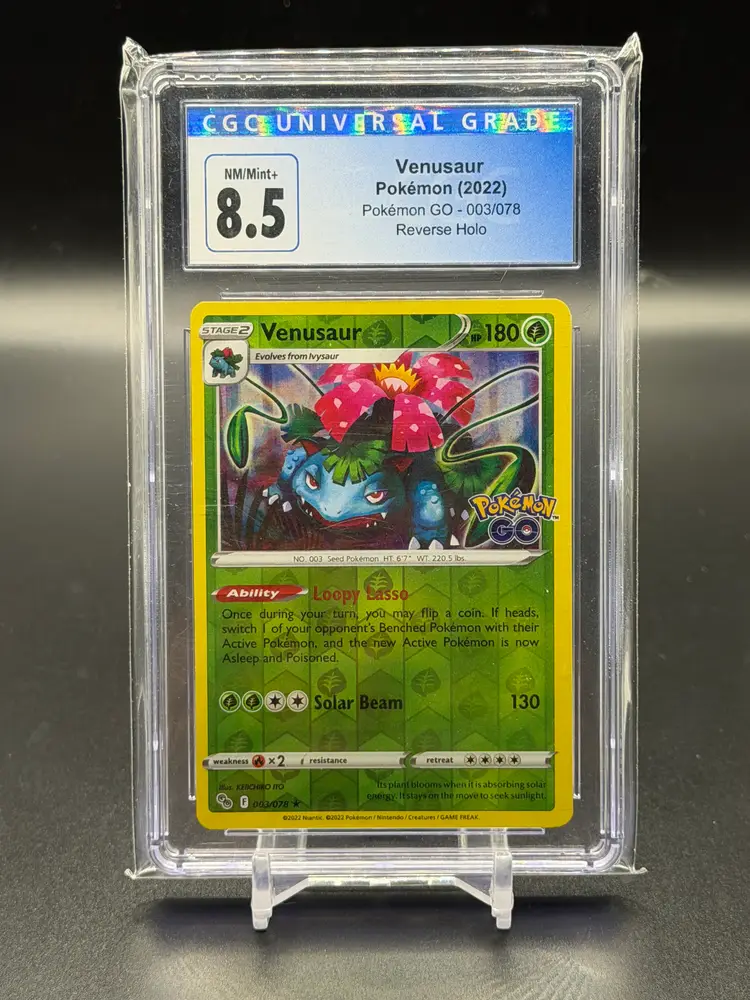 CGC UNIVERSAL GRADE
NM/Mint+
8.5
Venusaur
Pokémon (2022)
Pokémon GO - 003/078
Reverse Holo
STAGE 2
Venusaur
HP 180
Evolves from Ivysaur
POKÉMON
GO
NO. 003 Seed Pokémon HT: 6'7" WT: 220.5 lbs.
Ability Loopy Lasso
Once during your turn, you may flip a coin. If heads,
switch 1 of your opponent's Benched Pokémon with their
Active Pokémon, and the new Active Pokémon is now
Asleep and Poisoned.
Solar Beam 130
weakness ×2 resistance retreat
Illus. KEIICHIRO ITO
F 003/078 ★
Its plant blooms when it is absorbing solar
energy. It stays on the move to seek sunlight.
©2022 Niantic. ©2022 Pokémon / Nintendo / Creatures / GAME FREAK.